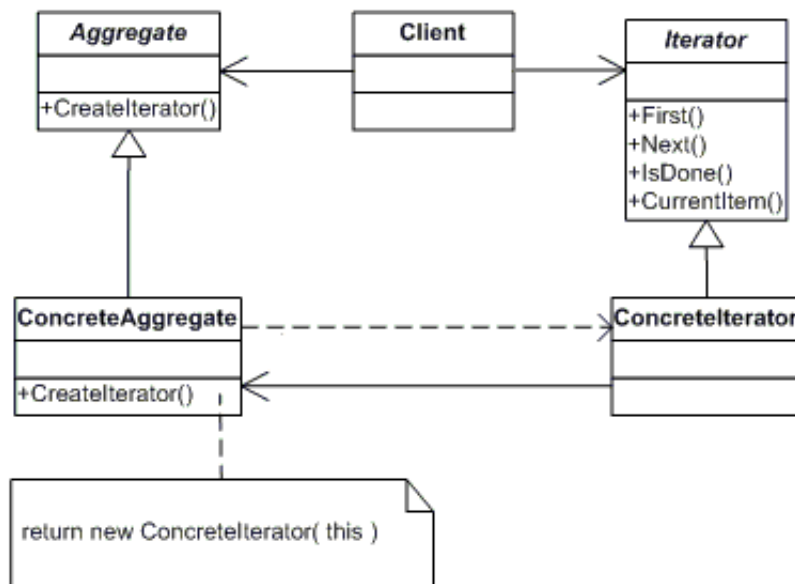 Aggregate
+CreateIterator()
Client
Iterator
+First()
+Next()
+IsDone()
+CurrentItem()
ConcreteAggregate
+CreateIterator()
ConcreteIterator
return new ConcreteIterator( this )